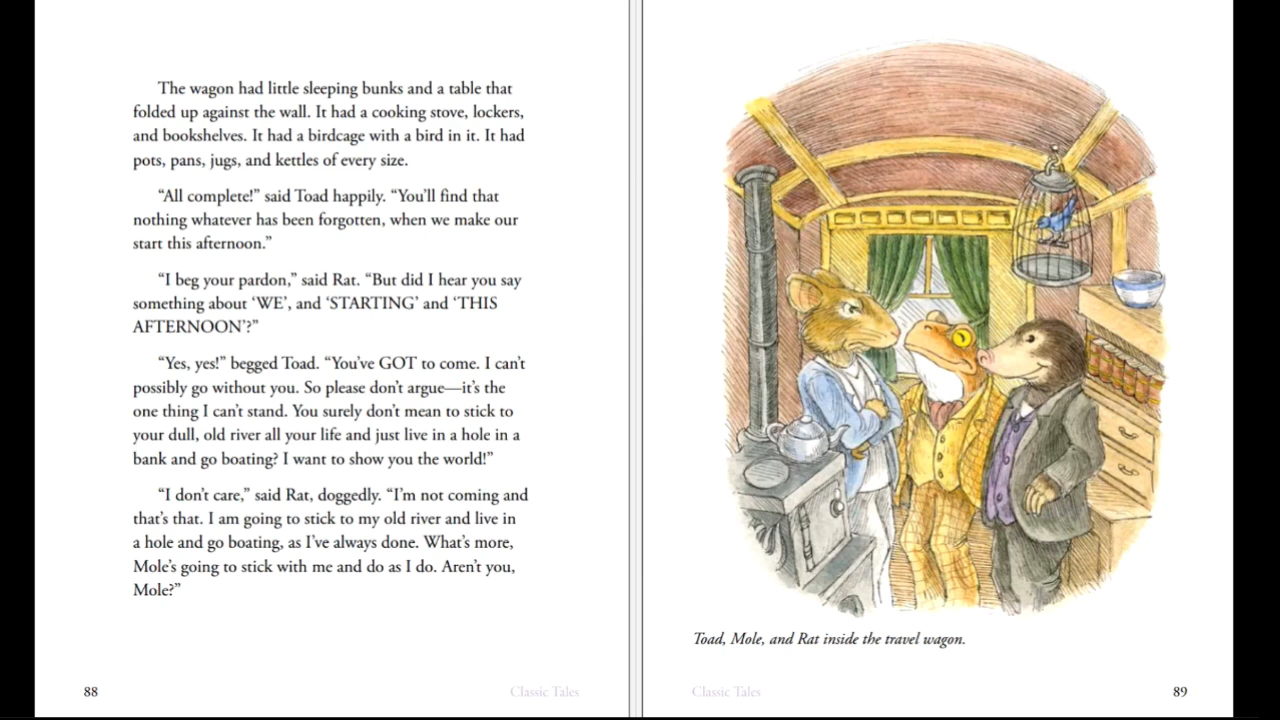 The wagon had little sleeping bunks and a table that
folded up against the wall. It had a cooking stove, lockers,
and bookshelves. It had a birdcage with a bird in it. It had
pots, pans, jugs, and kettles of every size.
“All complete!” said Toad happily. “You’ll find that
nothing whatever has been forgotten, when we make our
start this afternoon.”
“I beg your pardon,” said Rat. “But did I hear you say
something about ‘WE’, and ‘STARTING’ and ‘THIS
AFTERNOON’?”
“Yes, yes!” begged Toad. “You’ve GOT to come. I can’t
possibly go without you. So please don’t argue—it’s the
one thing I can’t stand. You surely don’t mean to stick to
your dull, old river all your life and just live in a hole in a
bank and go boating? I want to show you the world!”
“I don’t care,” said Rat, doggedly. “I’m not coming and
that’s that. I am going to stick to my old river and live in
a hole and go boating, as I’ve always done. What’s more,
Mole’s going to stick with me and do as I do. Aren’t you,
Mole?”
88
Classic Tales
Toad, Mole, and Rat inside the travel wagon.
Classic Tales
89